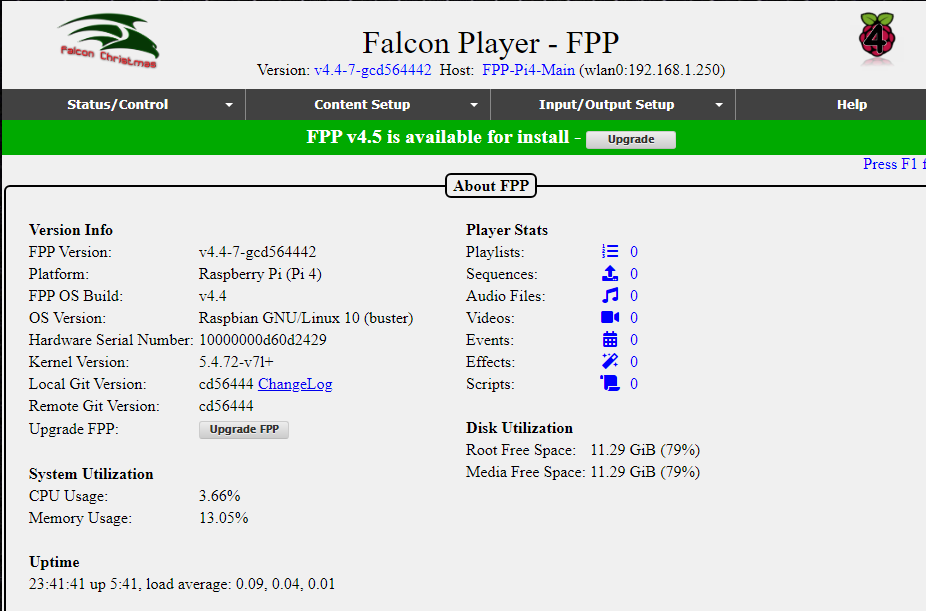 Falcon Christmas
4
Falcon Player - FPP
Version: v4.4-7-gcd564442 Host: FPP-Pi4-Main (wlan0:192.168.1.250)
Status/Control
Content Setup
Input/Output Setup
Help
FPP v4.5 is available for install - Upgrade
Press F1 f
About FPP
Version Info
FPP Version: v4.4-7-gcd564442
Platform: Raspberry Pi (Pi 4)
FPP OS Build: v4.4
OS Version: Raspbian GNU/Linux 10 (buster)
Hardware Serial Number: 10000000d60d2429
Kernel Version: 5.4.72-v7l+
Local Git Version: cd56444 ChangeLog
Remote Git Version: cd56444
Upgrade FPP: Upgrade FPP
System Utilization
CPU Usage: 3.66%
Memory Usage: 13.05%
Uptime
23:41:41 up 5:41, load average: 0.09, 0.04, 0.01
Player Stats
Playlists: 0
Sequences: 0
Audio Files: 0
Videos: 0
Events: 0
Effects: 0
Scripts: 0
Disk Utilization
Root Free Space: 11.29 GiB (79%)
Media Free Space: 11.29 GiB (79%)